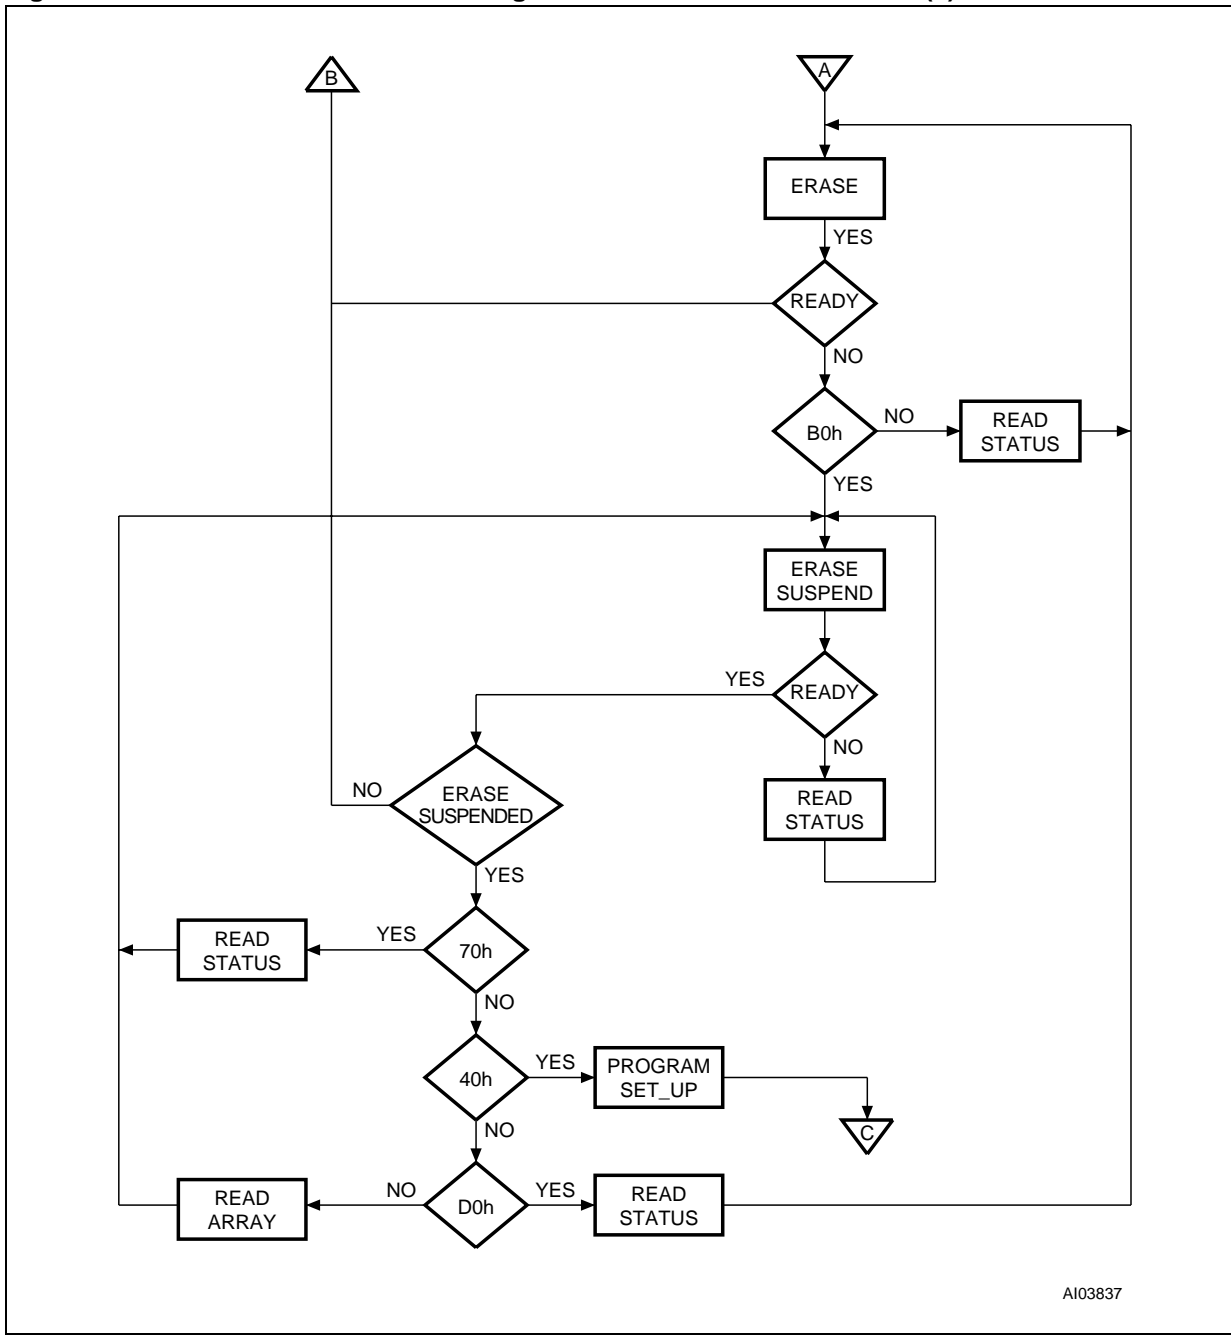 B
A
ERASE
YES
READY
NO
B0h
NO
READ
STATUS
YES
ERASE
SUSPEND
YES
READY
NO
NO
ERASE
SUSPENDED
READ
STATUS
YES
READ
STATUS
YES
70h
NO
40h
YES
PROGRAM
SET_UP
NO
C
READ
ARRAY
NO
D0h
YES
READ
STATUS
AI03837